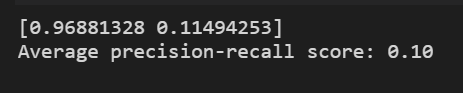 [0.96881328 0.11494253]
Average precision-recall score: 0.10